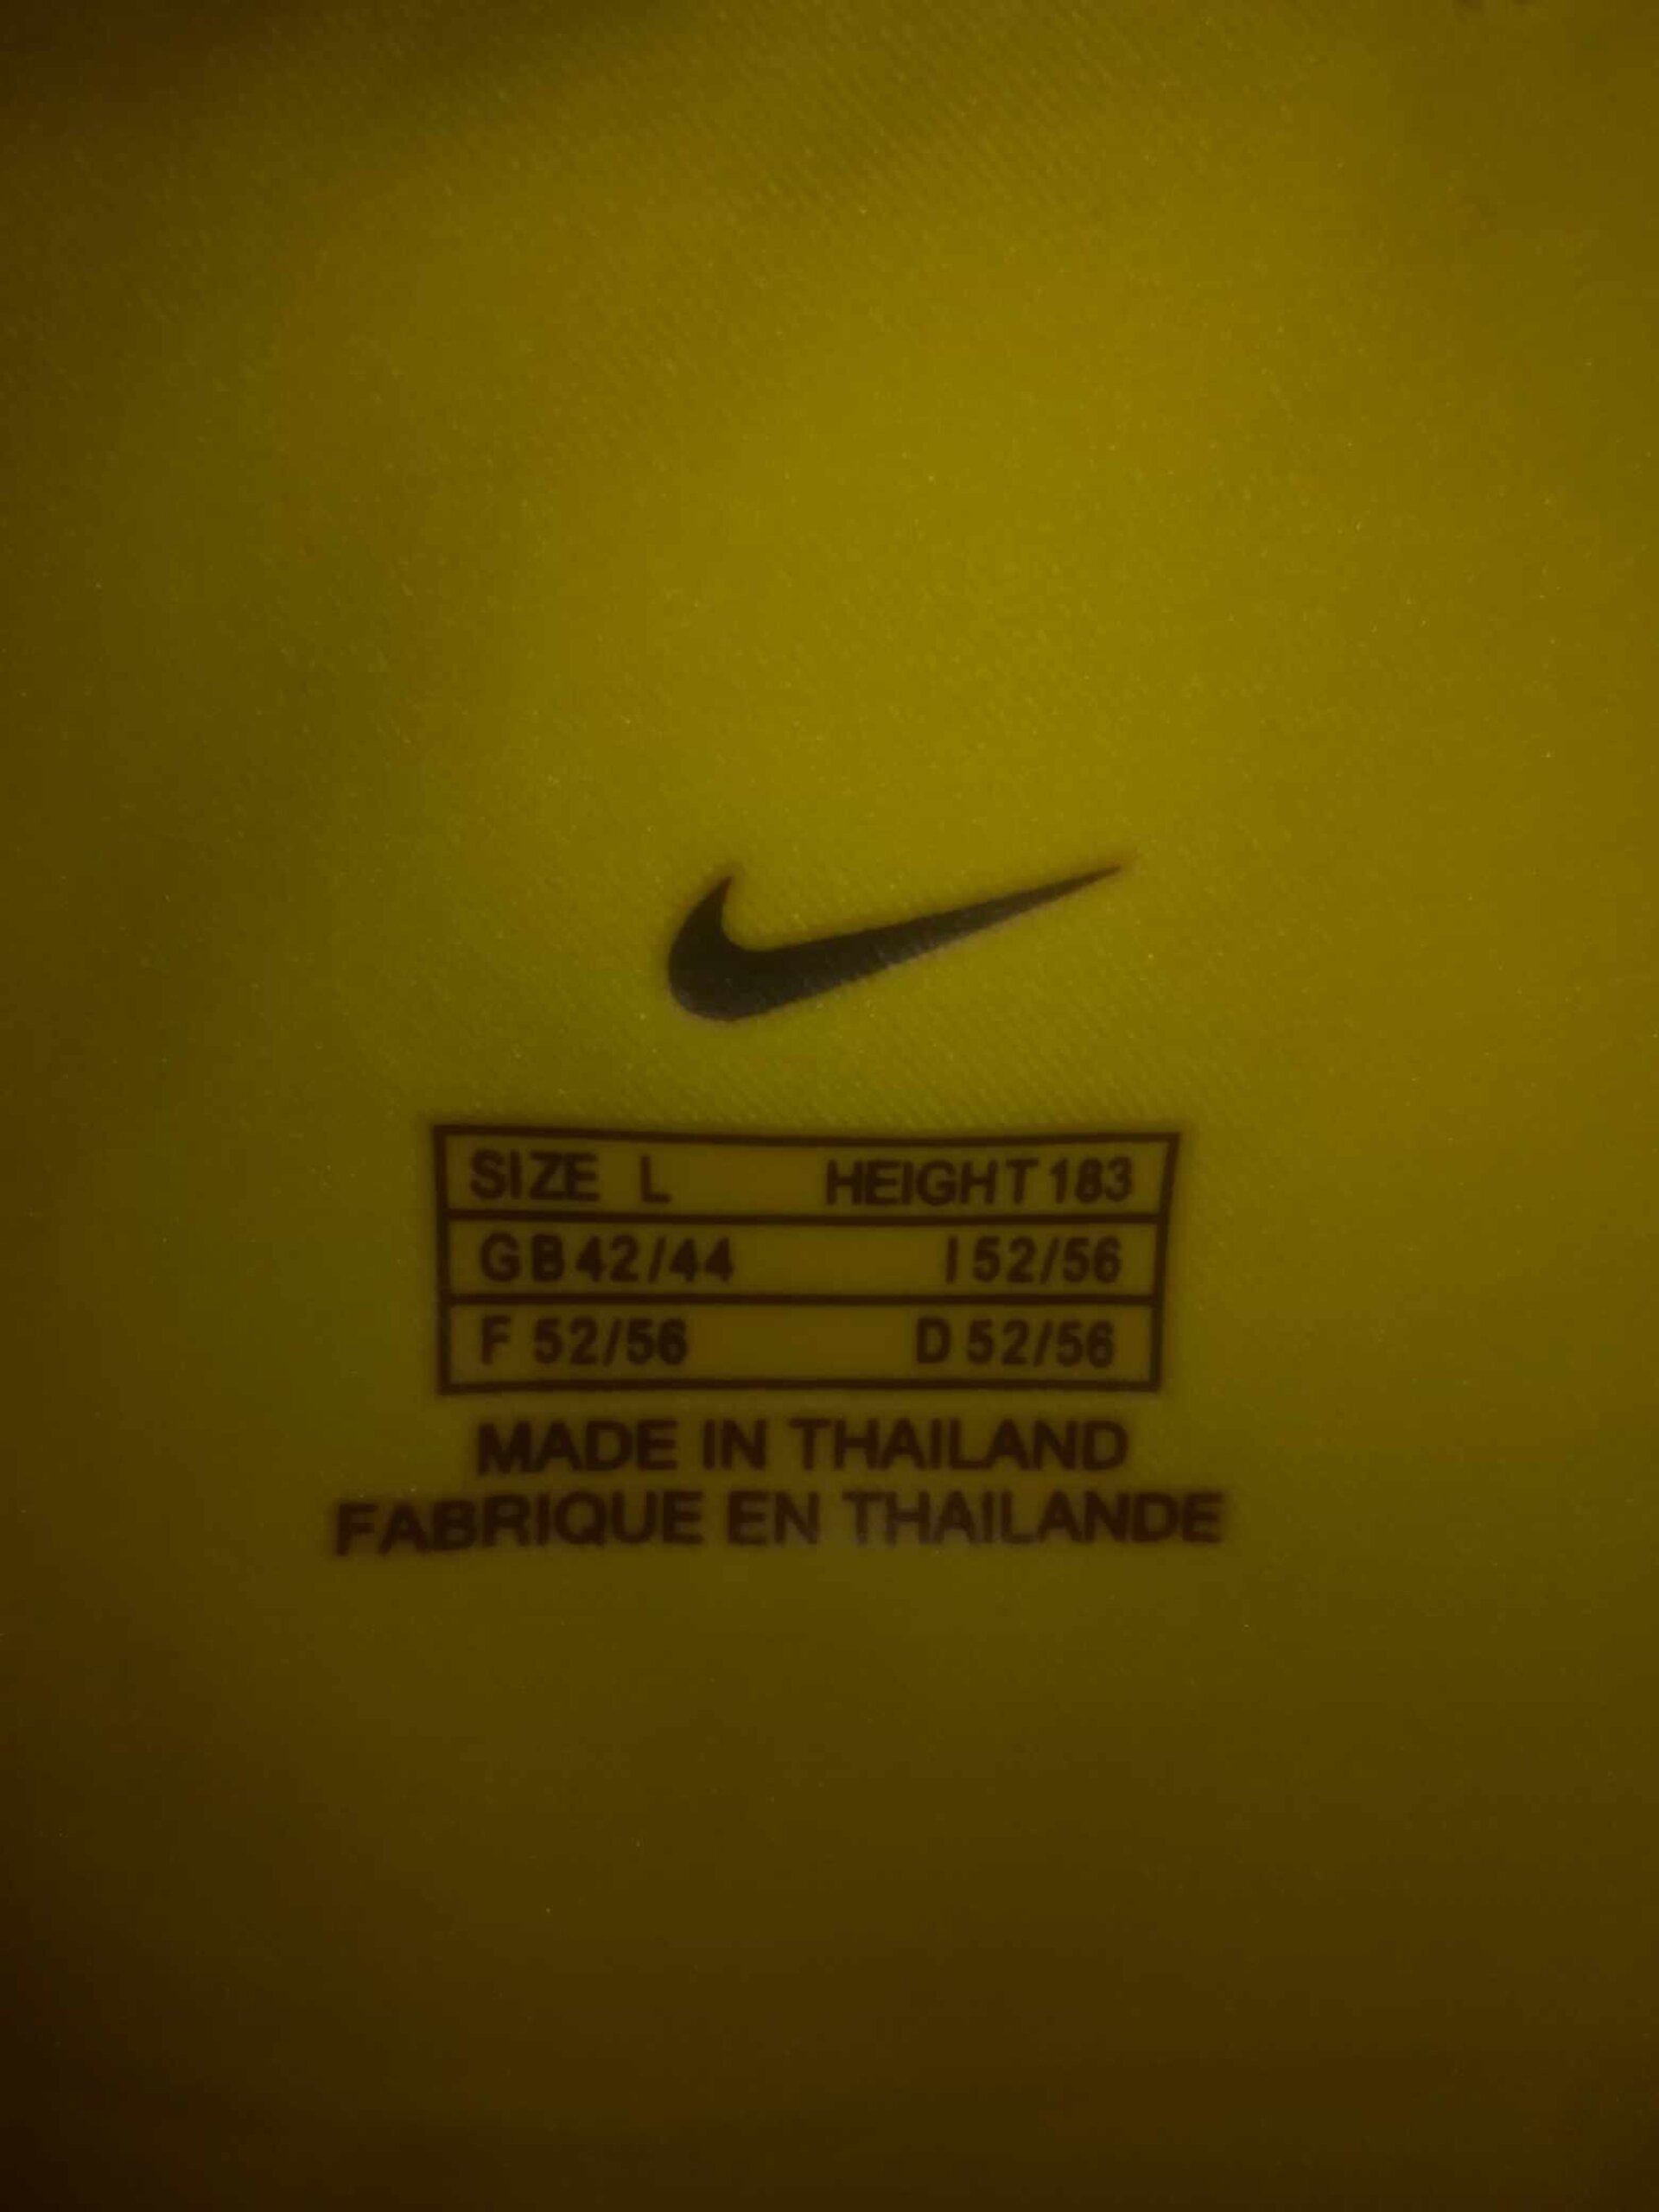 SIZE L HEIGHT 183
GB 42/44 I 52/56
F 52/56 D 52/56
MADE IN THAILAND
FABRIQUE EN THAILANDE